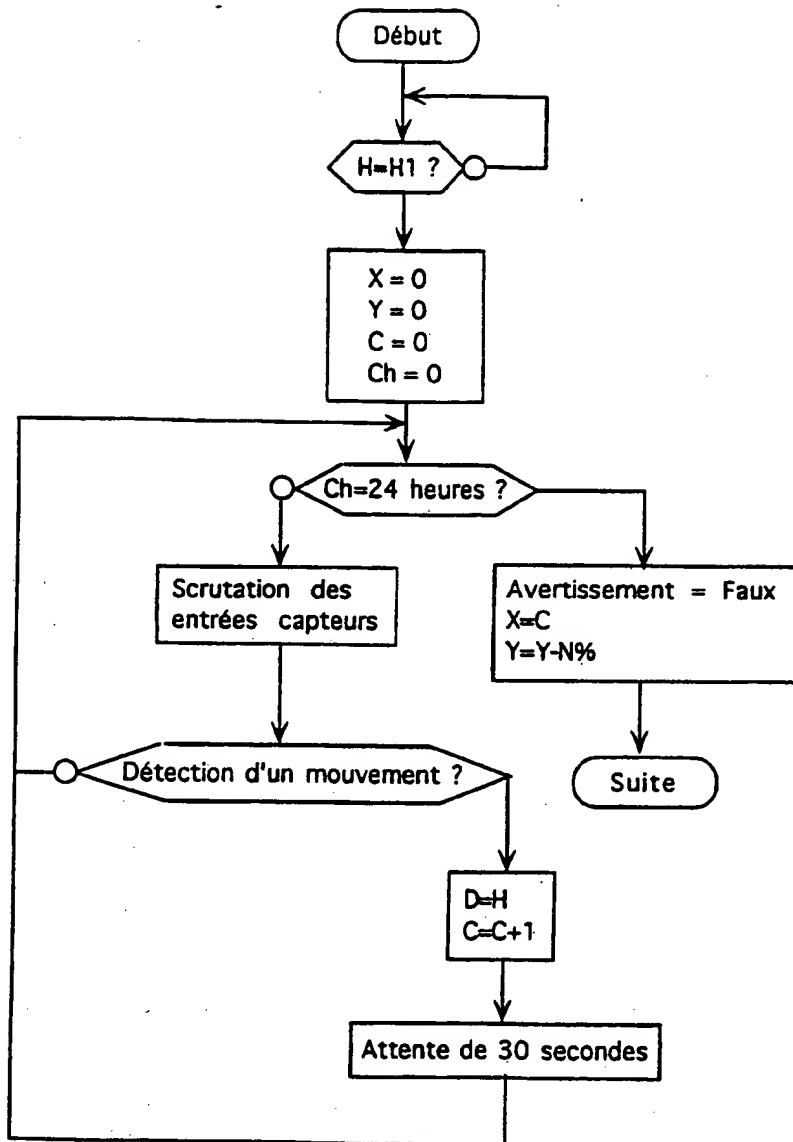 Début
H=H1 ?
X = 0
Y = 0
C = 0
Ch = 0
Ch=24 heures ?
Scrutation des
entrées capteurs
Avertissement = Faux
X=C
Y=Y-N%
Détection d'un mouvement ?
Suite
D=H
C=C+1
Attente de 30 secondes